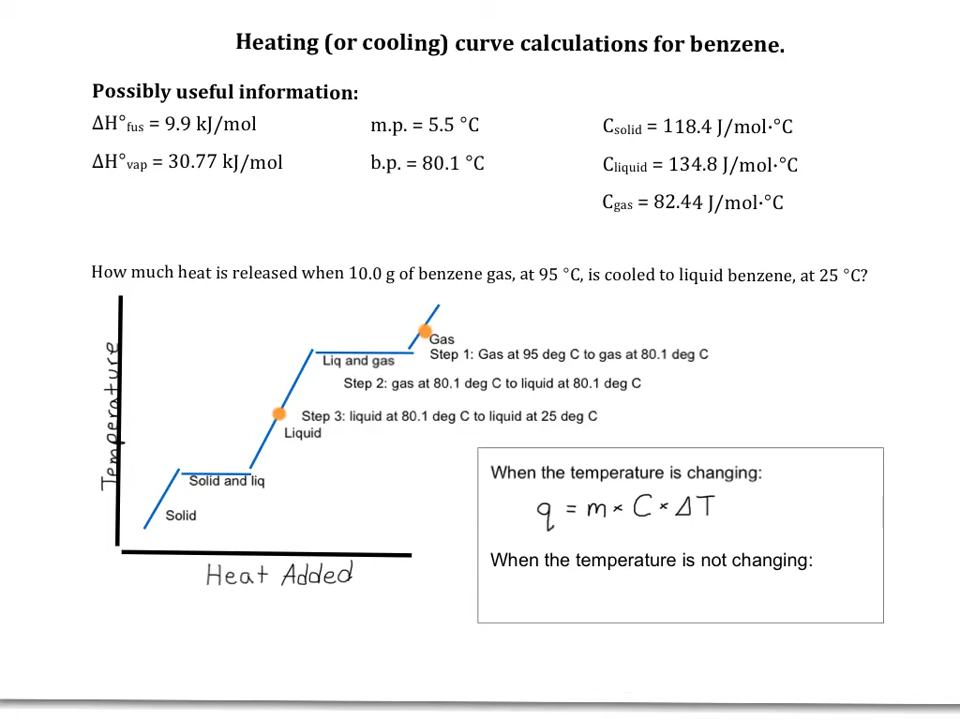 Heating (or cooling) curve calculations for benzene.
Possibly useful information:
ΔH°fus = 9.9 kJ/mol m.p. = 5.5 °C Csolid = 118.4 J/mol·°C
ΔH°vap = 30.77 kJ/mol b.p. = 80.1 °C Cliquid = 134.8 J/mol·°C
Cgas = 82.44 J/mol·°C
How much heat is released when 10.0 g of benzene gas, at 95 °C, is cooled to liquid benzene, at 25 °C?
Temperature
Gas
Step 1: Gas at 95 deg C to gas at 80.1 deg C
Liq and gas
Step 2: gas at 80.1 deg C to liquid at 80.1 deg C
Step 3: liquid at 80.1 deg C to liquid at 25 deg C
Liquid
Solid and liq
Solid
Heat Added
When the temperature is changing:
q = m × C × ΔT
When the temperature is not changing: